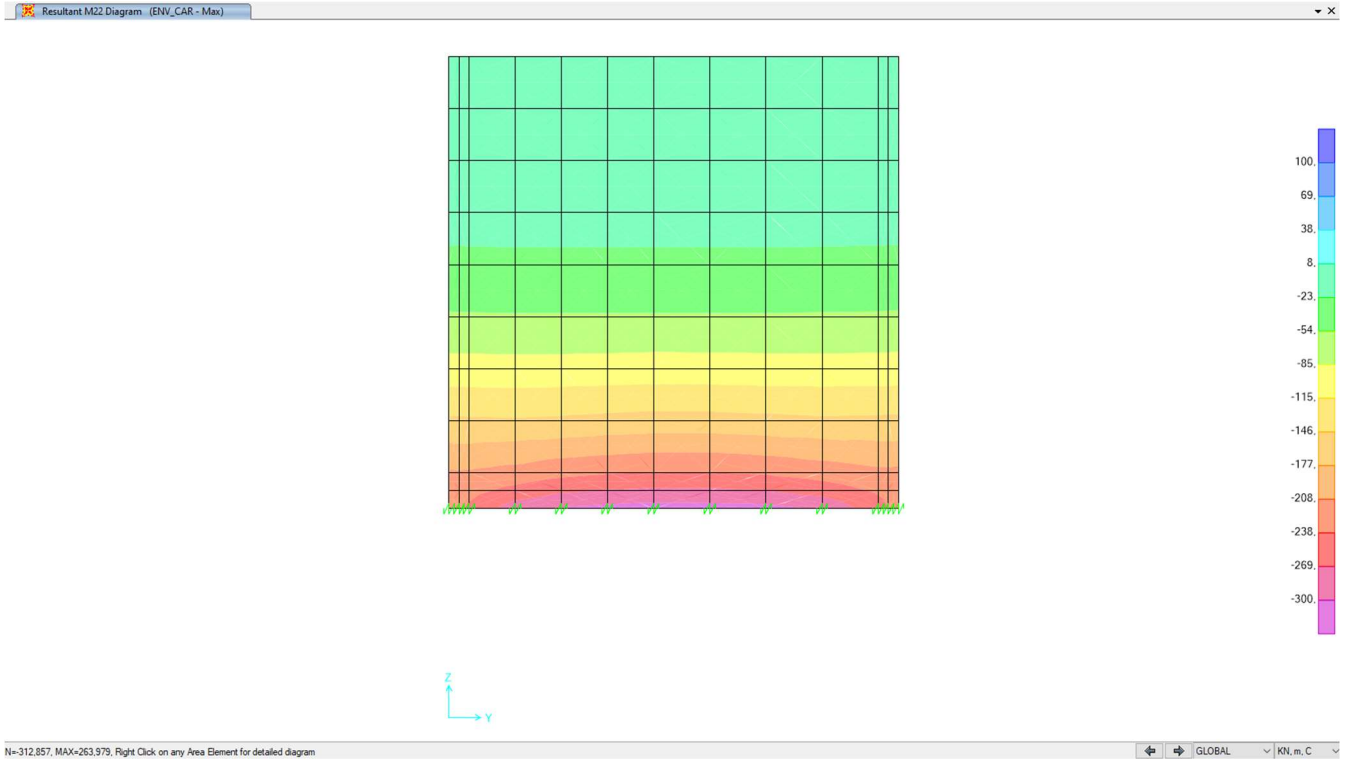 Resultant M22 Diagram (ENV_CAR - Max)
100,
69,
38,
8,
-23,
-54,
-85,
-115,
-146,
-177,
-208,
-238,
-269,
-300,
Z
Y
N=-312,857, MAX=263,979, Right Click on any Area Element for detailed diagram
GLOBAL
KN, m, C